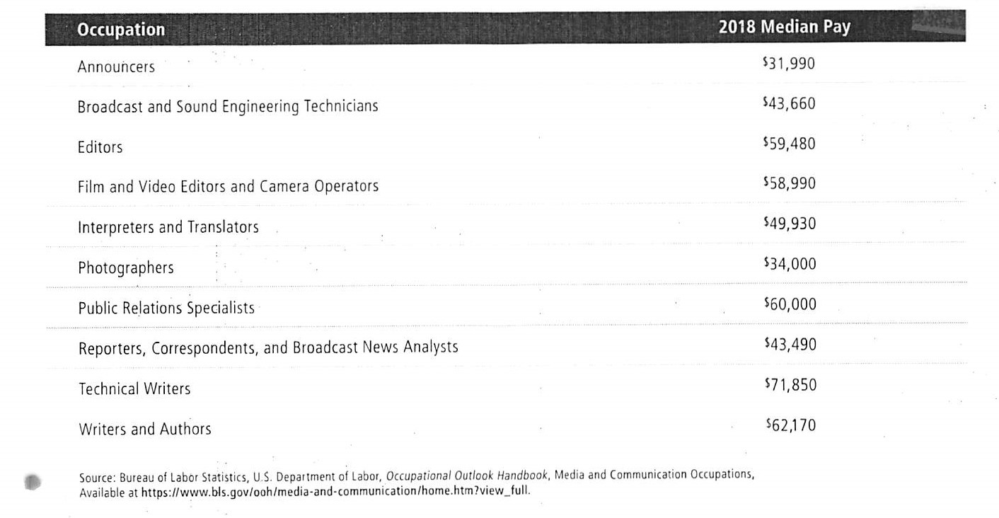 Occupation 2018 Median Pay
Announcers $31,990
Broadcast and Sound Engineering Technicians $43,660
Editors $59,480
Film and Video Editors and Camera Operators $58,990
Interpreters and Translators $49,930
Photographers $34,000
Public Relations Specialists $60,000
Reporters, Correspondents, and Broadcast News Analysts $43,490
Technical Writers $71,850
Writers and Authors $62,170
Source: Bureau of Labor Statistics, U.S. Department of Labor, Occupational Outlook Handbook, Media and Communication Occupations,
Available at https://www.bls.gov/ooh/media-and-communication/home.htm?view_full.